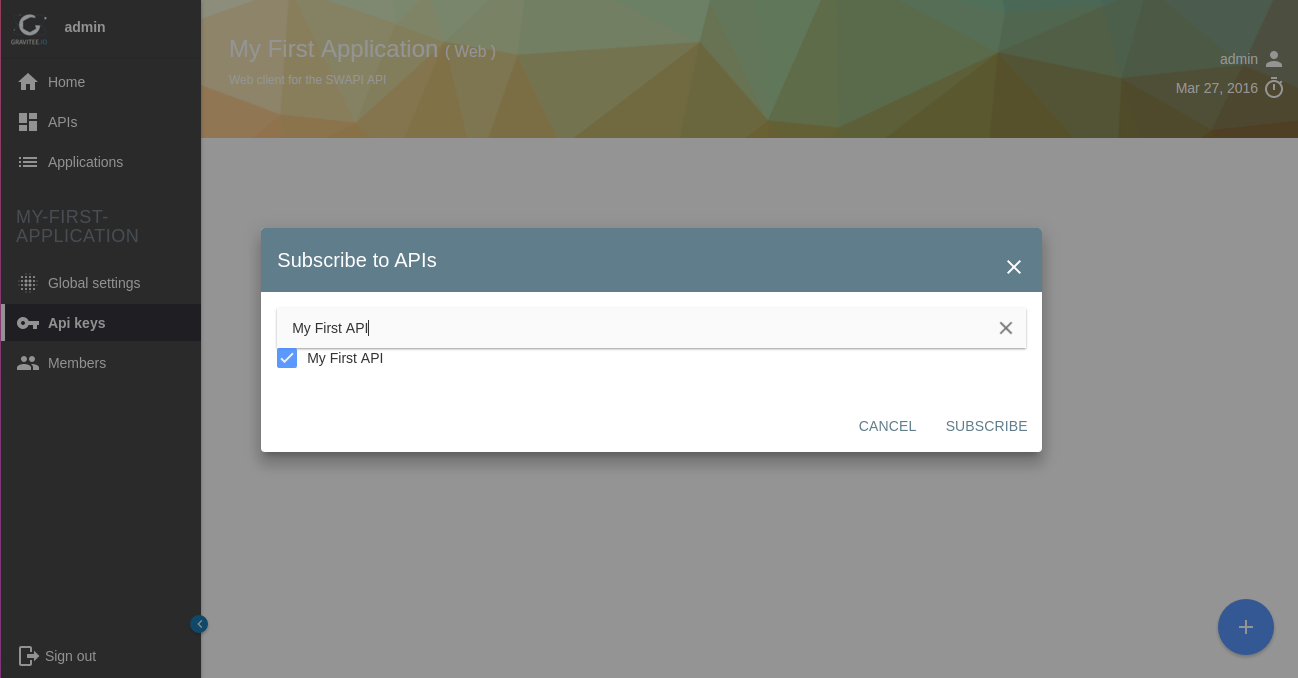 GRAVITEE.IO
admin
Home
APIs
Applications
MY-FIRST-
APPLICATION
Global settings
Api keys
Members
Sign out
My First Application ( Web )
Web client for the SWAPI API
admin
Mar 27, 2016
Subscribe to APIs
My First API
My First API
CANCEL SUBSCRIBE